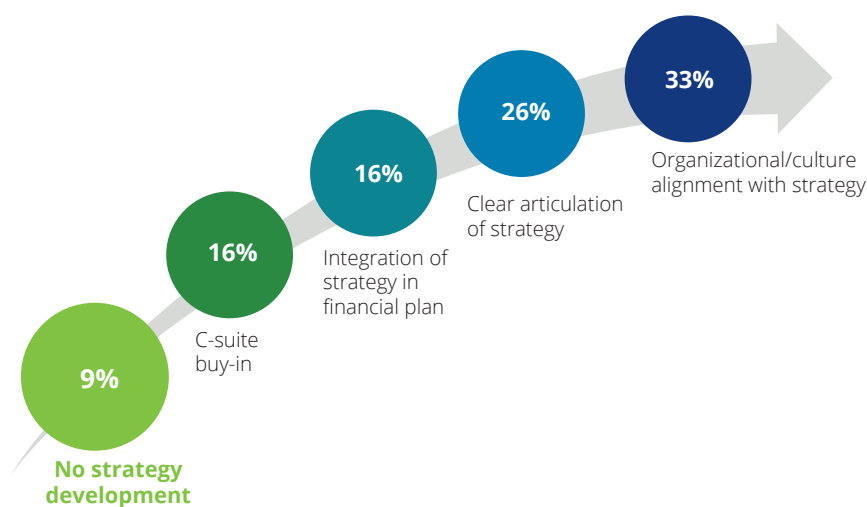 33%
Organizational/culture
alignment with strategy
26%
Clear articulation
of strategy
16%
Integration of
strategy in
financial plan
16%
C-suite
buy-in
9%
No strategy
development